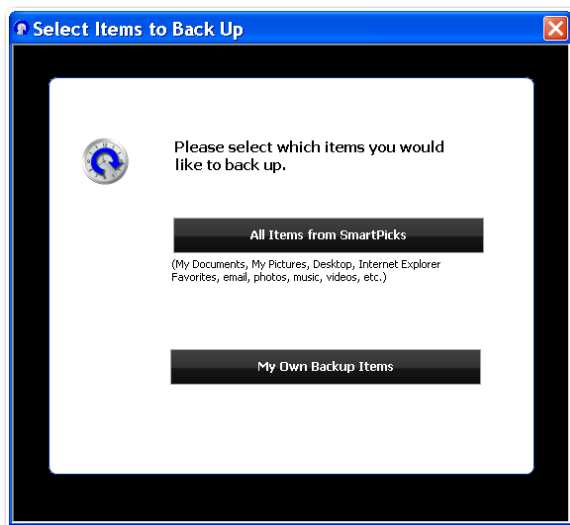 Select Items to Back Up
Please select which items you would
like to back up.
All Items from SmartPicks
(My Documents, My Pictures, Desktop, Internet Explorer
Favorites, email, photos, music, videos, etc.)
My Own Backup Items